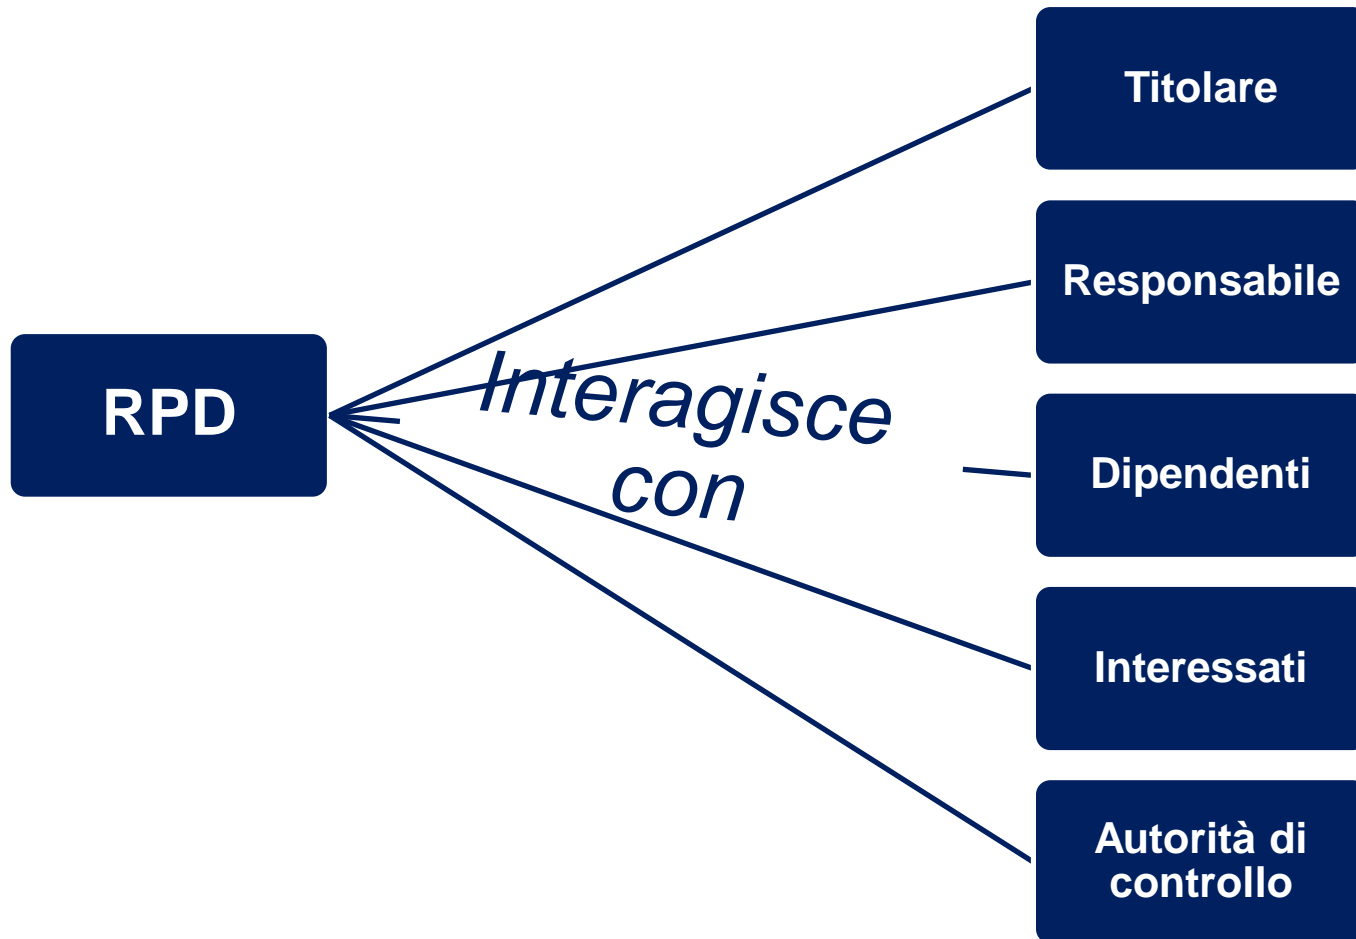 RPD
Interagisce
con
Titolare
Responsabile
Dipendenti
Interessati
Autorità di
controllo